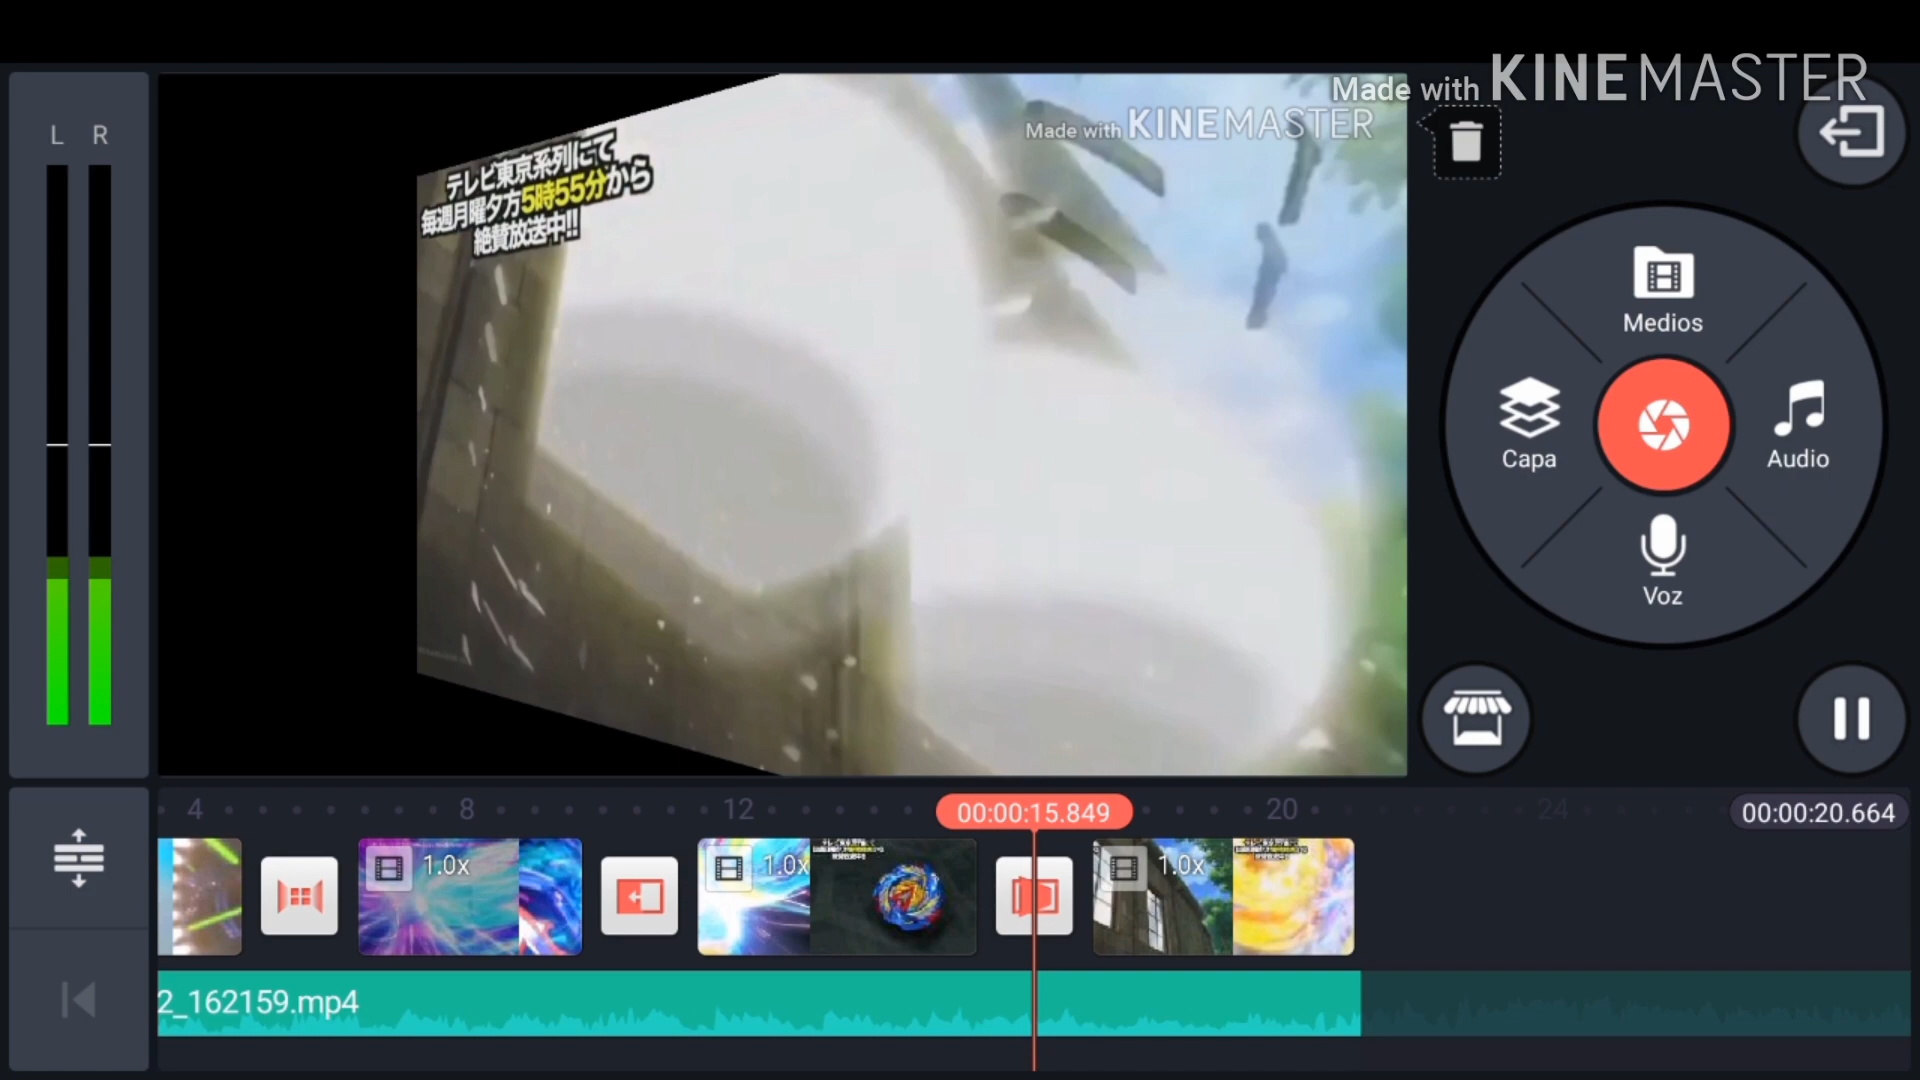 Made with KINEMASTER
L R
テレビ東京系列にて
毎週月曜夕方5時55分から
絶賛放送中!!
Made with KINEMASTER
Medios
Capa
Audio
Voz
4 8 12 00:00:15.849 20 24 00:00:20.664
1.0x 1.0x 1.0x
2_162159.mp4